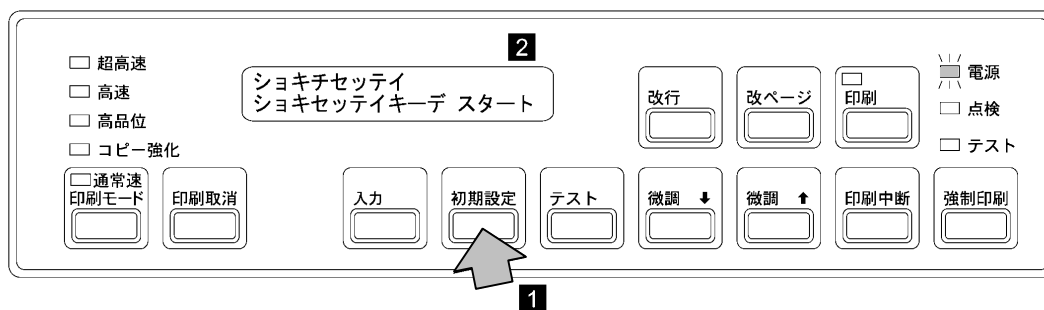 2
超高速
高速
高品位
コピー強化
ショキチセッテイ
ショキセッテイキーデ スタート
改行
改ページ
印刷
電源
点検
テスト
通常速
印刷モード
印刷取消
入力
初期設定
テスト
微調 ⬇
微調 ⬆
印刷中断
強制印刷
1